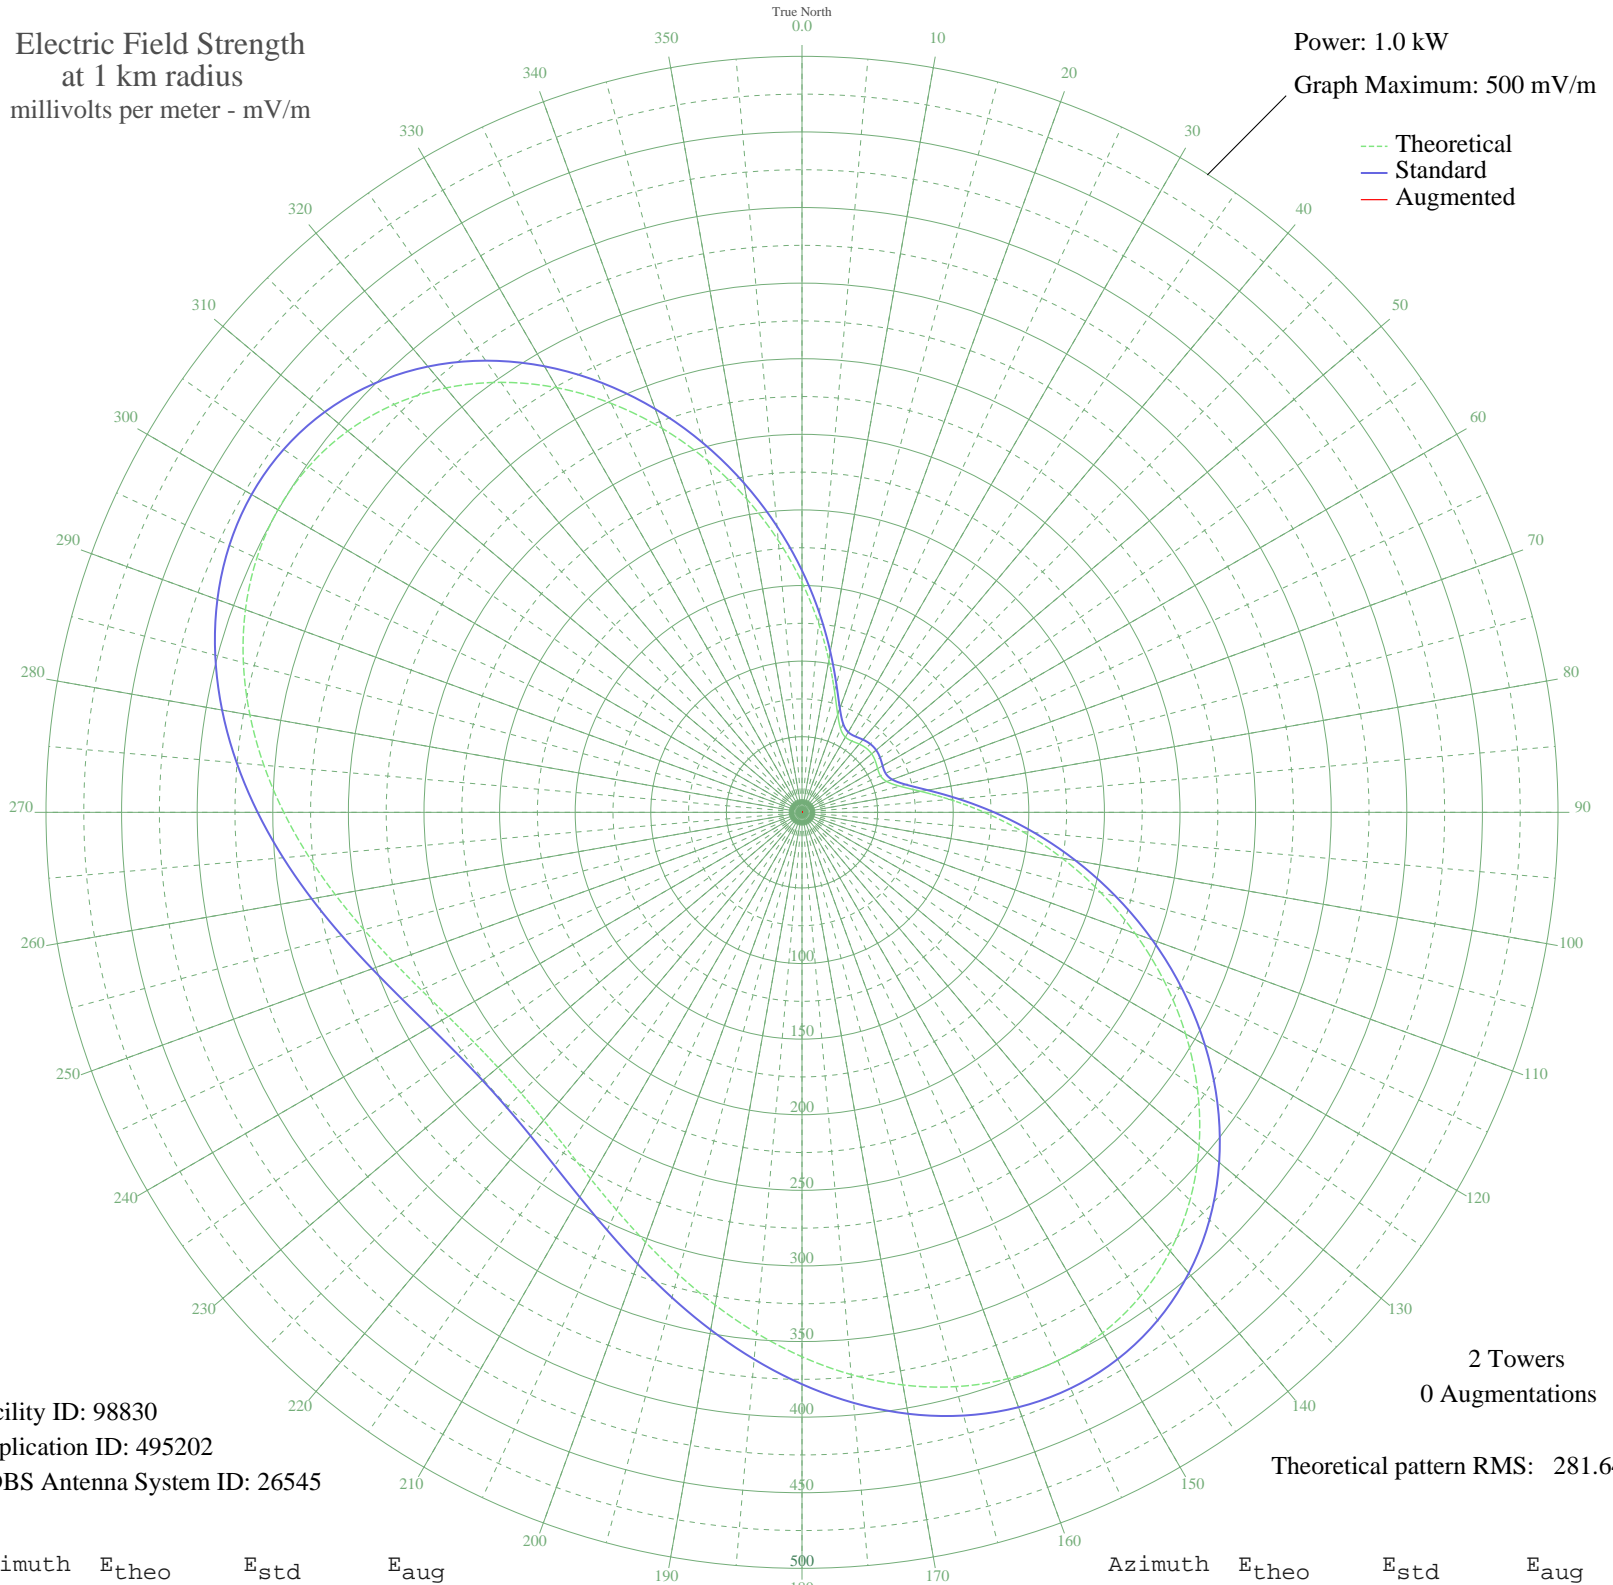 True North
0.0
Electric Field Strength
at 1 km radius
millivolts per meter - mV/m
Power: 1.0 kW
Graph Maximum: 500 mV/m
Theoretical
Standard
Augmented
10
20
30
40
50
60
70
80
90
100
110
120
130
140
150
160
170
190
200
210
220
230
240
250
260
270
280
290
300
310
320
330
340
350
100
150
200
250
300
350
400
450
500
2 Towers
0 Augmentations
Theoretical pattern RMS: 281.64
cility ID: 98830
plication ID: 495202
DBS Antenna System ID: 26545
imuth Etheo Estd Eaug
Azimuth Etheo Estd Eaug